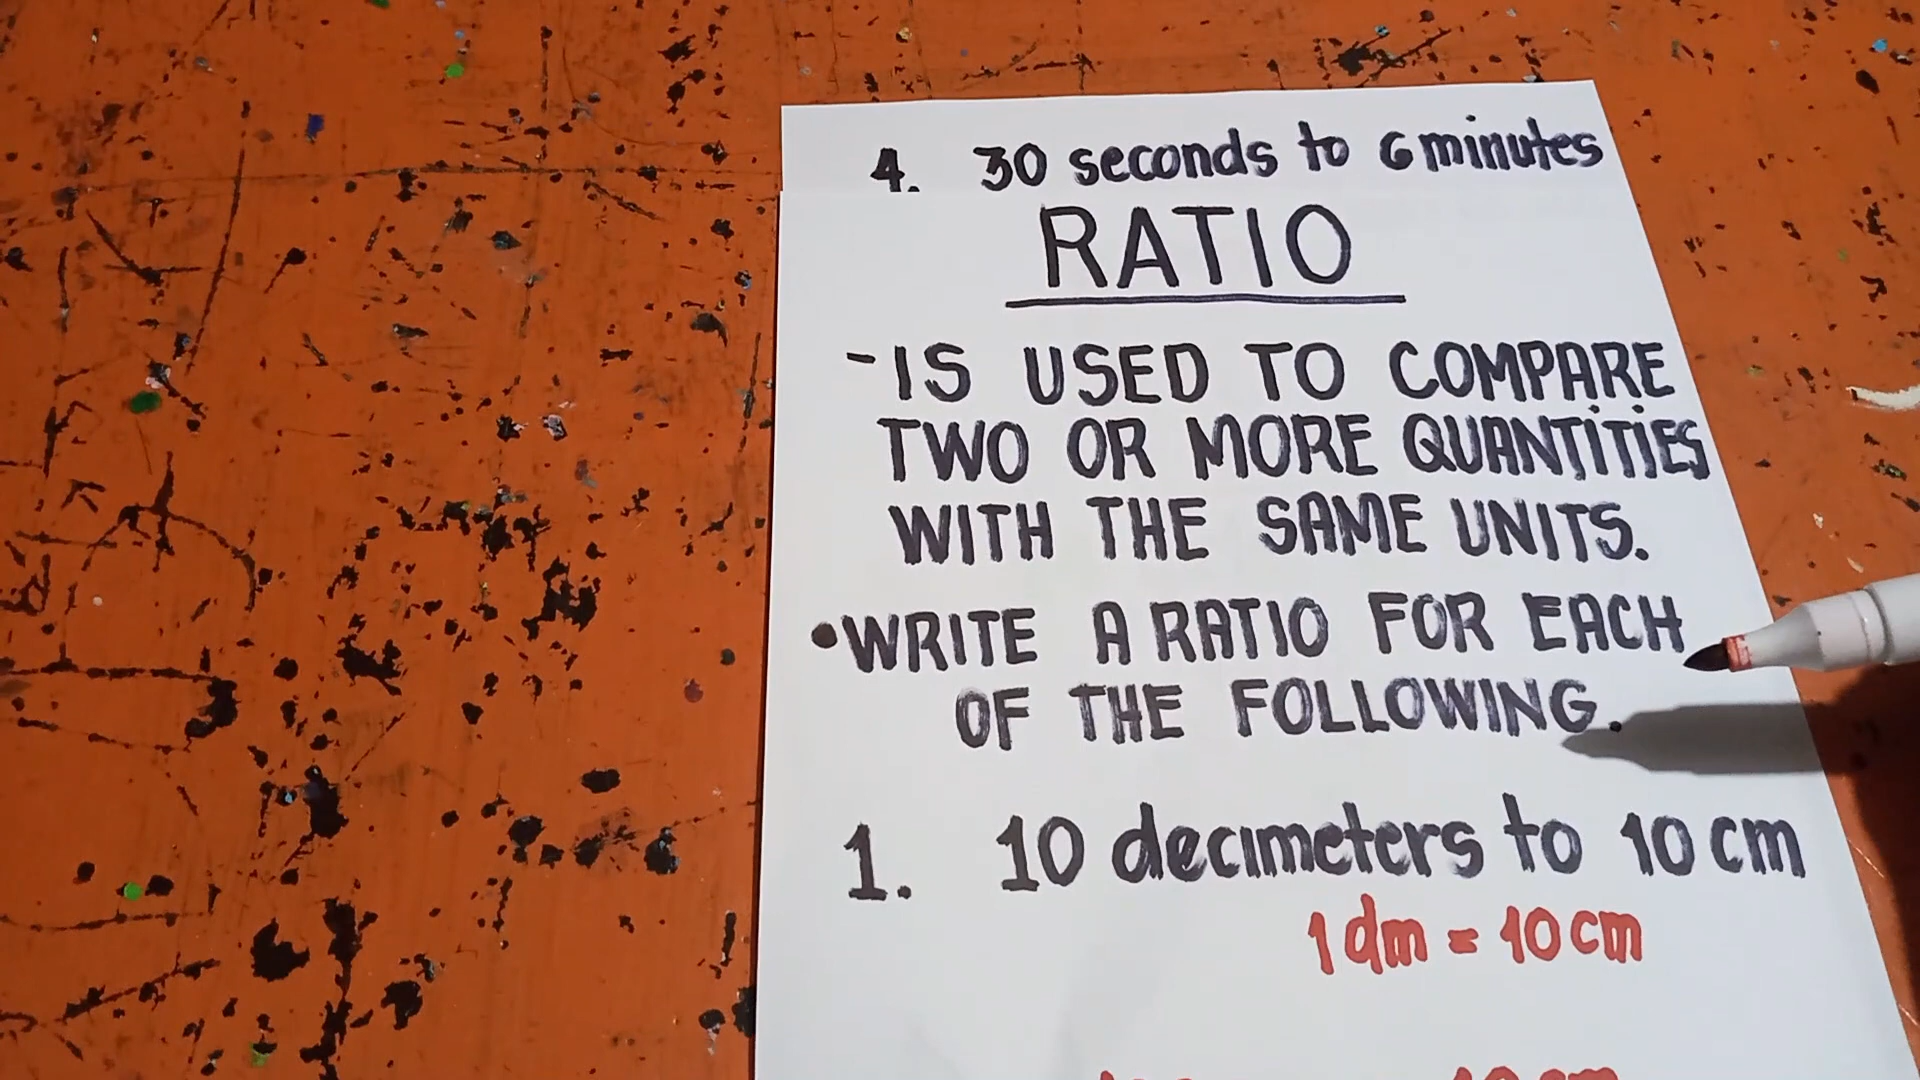 4. 30 seconds to 6 minutes
RATIO
-IS USED TO COMPARE
TWO OR MORE QUANTITIES
WITH THE SAME UNITS.
•WRITE A RATIO FOR EACH
OF THE FOLLOWING.
1. 10 decimeters to 10 cm
1 dm = 10 cm